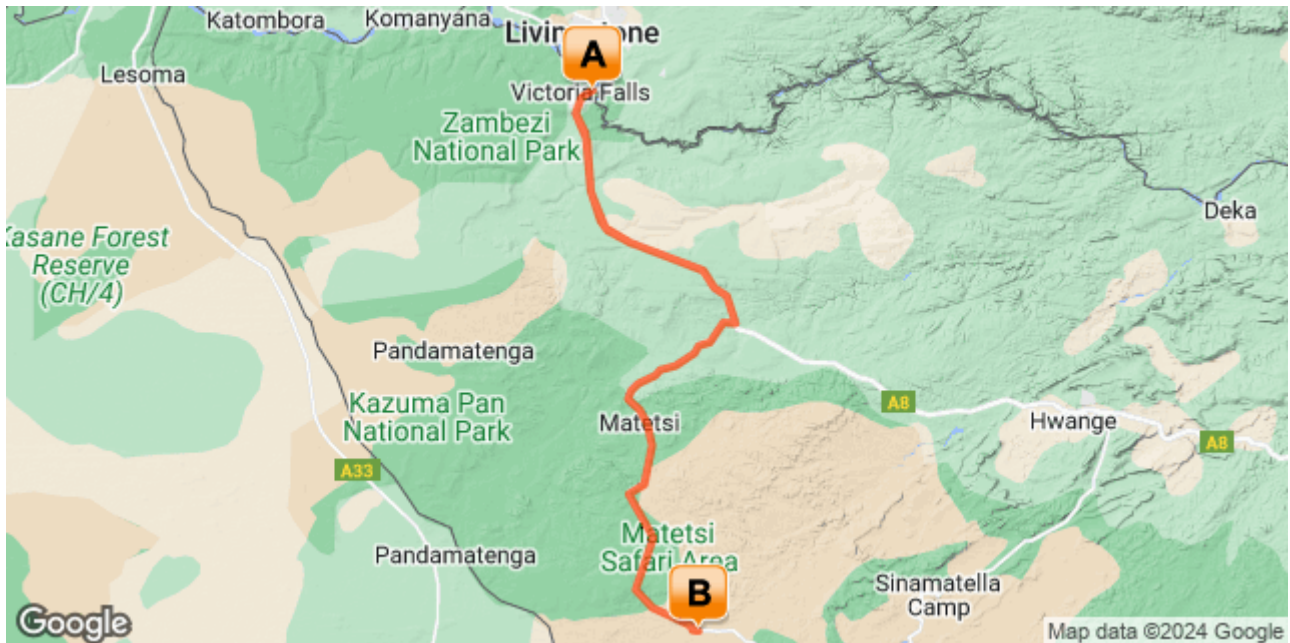 Katombora
Komanyana
Livingstone
A
Lesoma
Victoria Falls
Zambezi
National Park
Deka
Kasane Forest
Reserve
(CH/4)
Pandamatenga
Kazuma Pan
National Park
A8
Matetsi
Hwange
A8
A33
Matetsi
Safari Area
Pandamatenga
B
Sinamatella
Camp
Google
Map data ©2024 Google